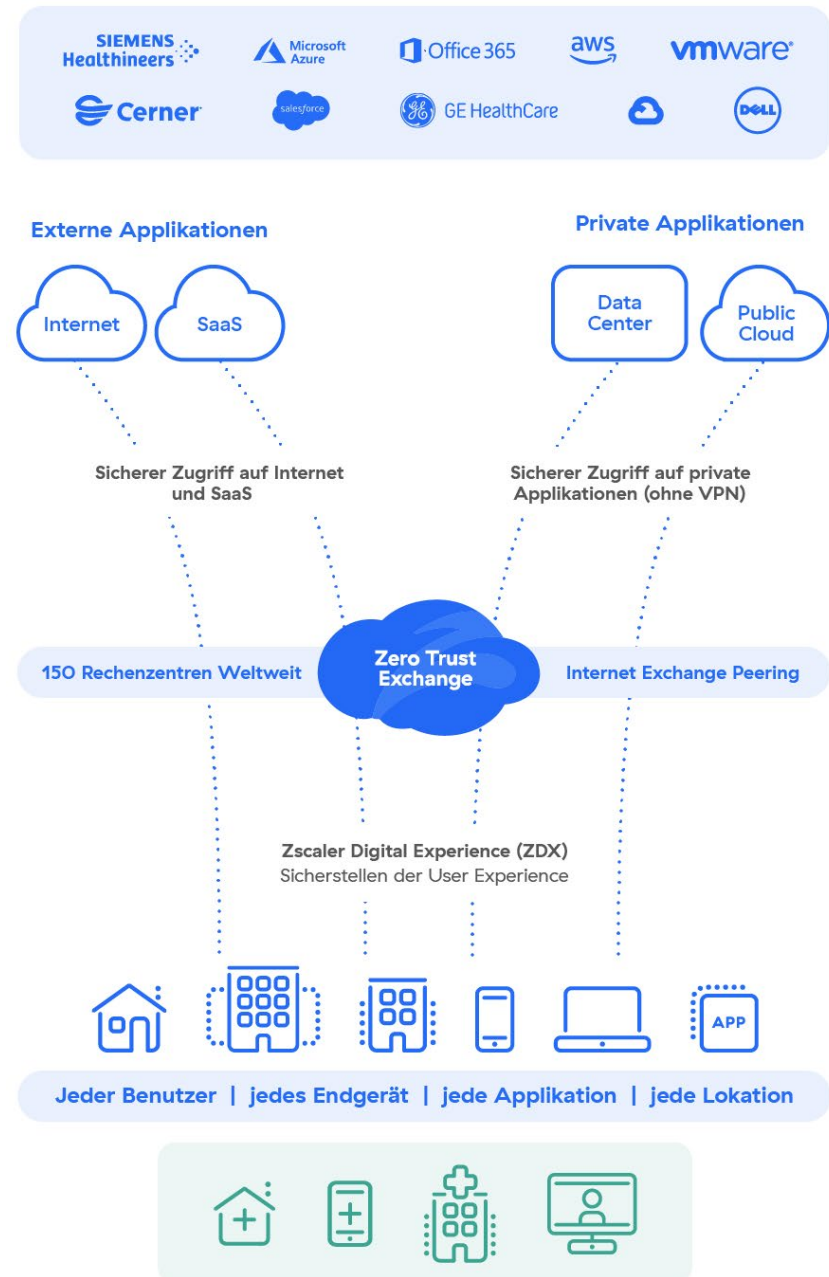 SIEMENS
Healthineers
Microsoft
Azure
Office 365
aws
vmware®
Cerner
salesforce
GE
GE HealthCare
DELL
Externe Applikationen
Private Applikationen
Internet
SaaS
Data
Center
Public
Cloud
Sicherer Zugriff auf Internet
und SaaS
Sicherer Zugriff auf private
Applikationen (ohne VPN)
150 Rechenzentren Weltweit
Zero Trust
Exchange
Internet Exchange Peering
Zscaler Digital Experience (ZDX)
Sicherstellen der User Experience
APP
Jeder Benutzer | jedes Endgerät | jede Applikation | jede Lokation